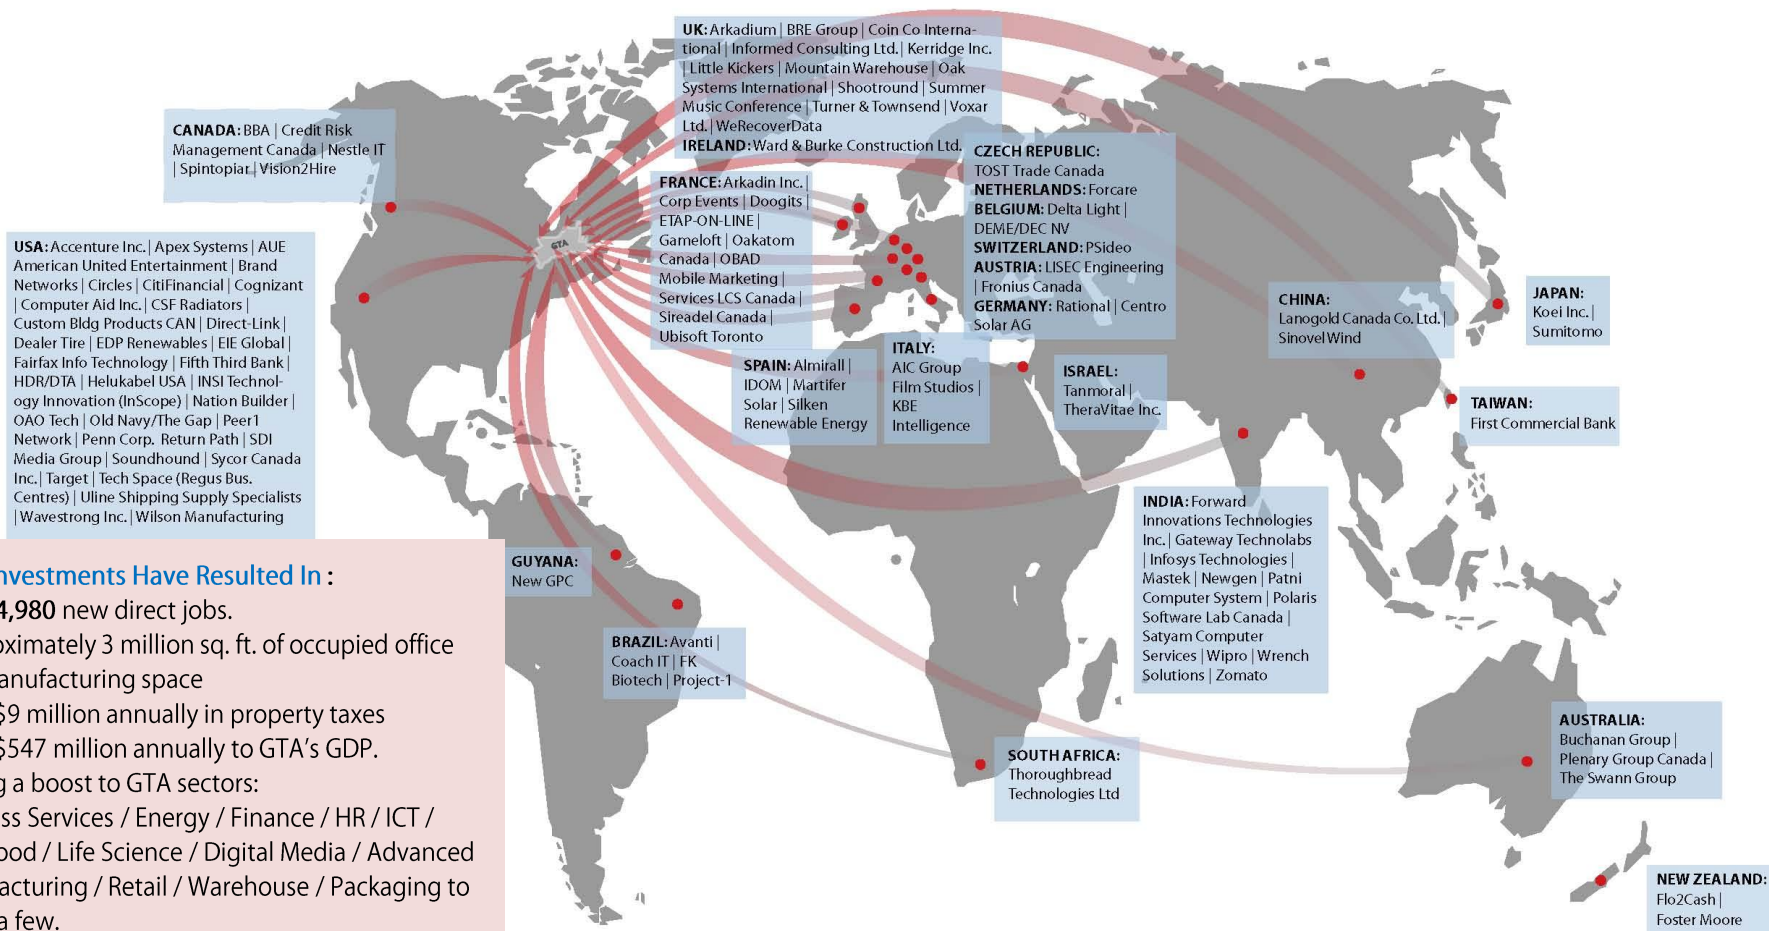 UK: Arkadium | BRE Group | Coin Co Interna-
tional | Informed Consulting Ltd. | Kerridge Inc.
| Little Kickers | Mountain Warehouse | Oak
Systems International | Shootround | Summer
Music Conference | Turner & Townsend | Voxar
Ltd. | WeRecoverData
IRELAND: Ward & Burke Construction Ltd.
CANADA: BBA | Credit Risk
Management Canada | Nestle IT
| Spintopiar | Vision2Hire
CZECH REPUBLIC:
TOST Trade Canada
NETHERLANDS: Forcare
BELGIUM: Delta Light |
DEME/DEC NV
SWITZERLAND: PSideo
AUSTRIA: LISEC Engineering
| Fronius Canada
GERMANY: Rational | Centro
Solar AG
FRANCE: Arkadin Inc. |
Corp Events | Doogits |
ETAP-ON-LINE |
Gameloft | Oakatom
Canada | OBAD
Mobile Marketing |
Services LCS Canada |
Sireadel Canada |
Ubisoft Toronto
GTA
USA: Accenture Inc. | Apex Systems | AUE
American United Entertainment | Brand
Networks | Circles | CitiFinancial | Cognizant
| Computer Aid Inc. | CSF Radiators |
Custom Bldg Products CAN | Direct-Link |
Dealer Tire | EDP Renewables | EIE Global |
Fairfax Info Technology | Fifth Third Bank |
HDR/DTA | Helukabel USA | INSI Technol-
ogy Innovation (InScope) | Nation Builder |
OAO Tech | Old Navy/The Gap | Peer1
Network | Penn Corp. Return Path | SDI
Media Group | Soundhound | Sycor Canada
Inc. | Target | Tech Space (Regus Bus.
Centres) | Uline Shipping Supply Specialists
| Wavestrong Inc. | Wilson Manufacturing
SPAIN: Almirall |
IDOM | Martifer
Solar | Silken
Renewable Energy
ITALY:
AIC Group
Film Studios |
KBE
Intelligence
ISRAEL:
Tanmoral |
TheraVitae Inc.
CHINA:
Lanogold Canada Co. Ltd. |
Sinovel Wind
JAPAN:
Koei Inc. |
Sumitomo
TAIWAN:
First Commercial Bank
INDIA: Forward
Innovations Technologies
Inc. | Gateway Technolabs
| Infosys Technologies |
Mastek | Newgen | Patni
Computer System | Polaris
Software Lab Canada |
Satyam Computer
Services | Wipro | Wrench
Solutions | Zomato
GUYANA:
New GPC
BRAZIL: Avanti |
Coach IT | FK
Biotech | Project-1
SOUTH AFRICA:
Thoroughbread
Technologies Ltd
AUSTRALIA:
Buchanan Group |
Plenary Group Canada |
The Swann Group
NEW ZEALAND:
Flo2Cash |
Foster Moore
nvestments Have Resulted In :
4,980 new direct jobs.
oximately 3 million sq. ft. of occupied office
anufacturing space
$9 million annually in property taxes
$547 million annually to GTA's GDP.
g a boost to GTA sectors:
ss Services / Energy / Finance / HR / ICT /
ood / Life Science / Digital Media / Advanced
acturing / Retail / Warehouse / Packaging to
a few.